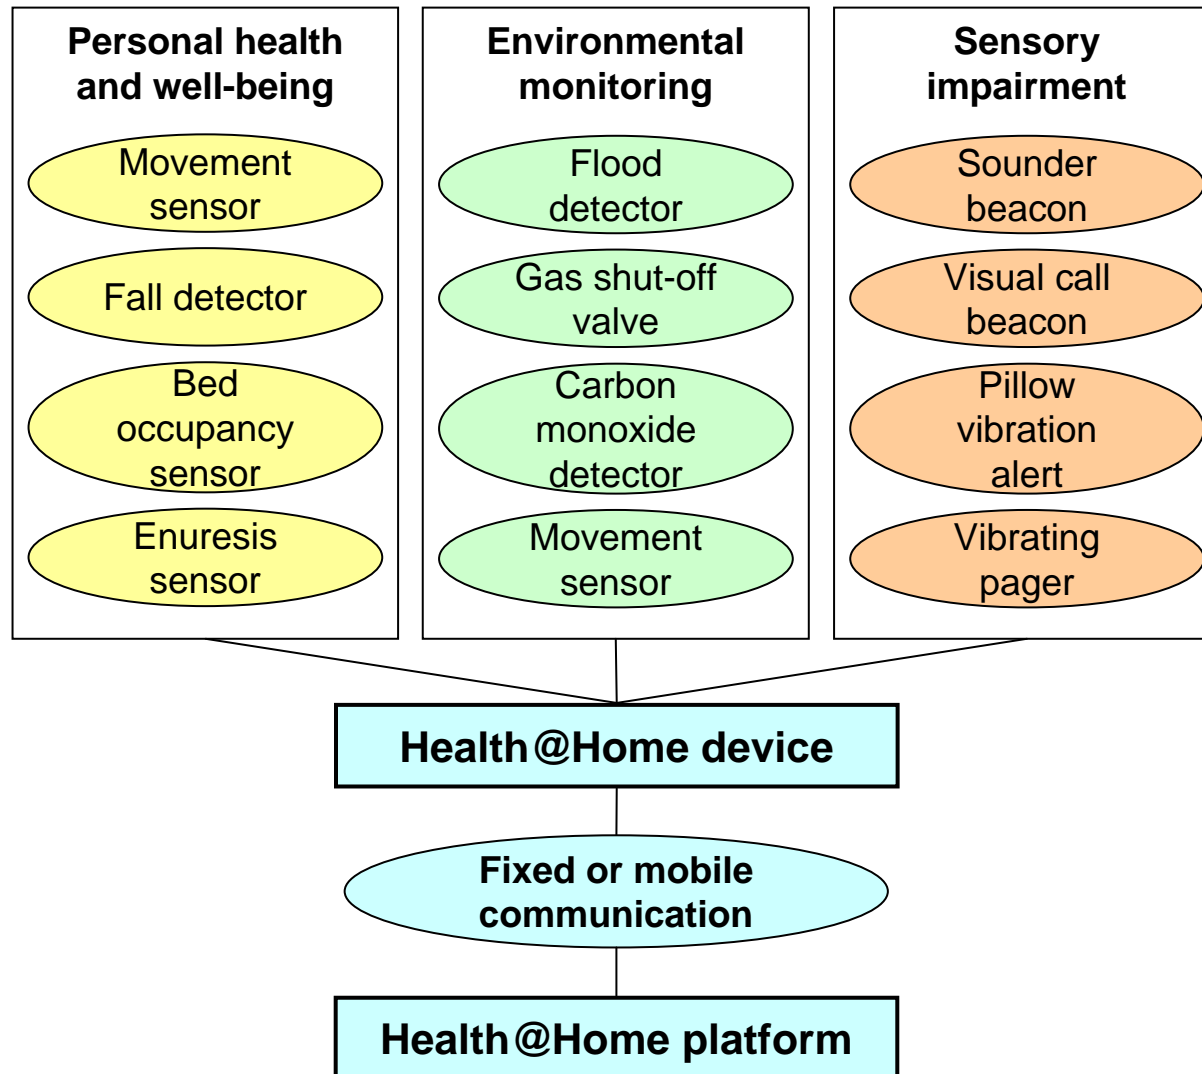 Personal health
and well-being
Movement
sensor
Fall detector
Bed
occupancy
sensor
Enuresis
sensor
Environmental
monitoring
Flood
detector
Gas shut-off
valve
Carbon
monoxide
detector
Movement
sensor
Sensory
impairment
Sounder
beacon
Visual call
beacon
Pillow
vibration
alert
Vibrating
pager
Health@Home device
Fixed or mobile
communication
Health@Home platform